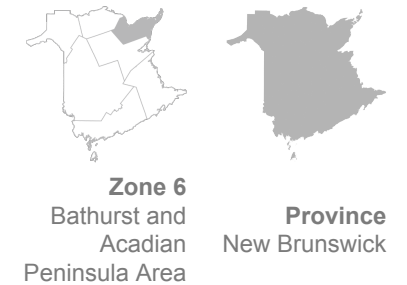 Zone 6
Bathurst and
Acadian
Peninsula Area
Province
New Brunswick